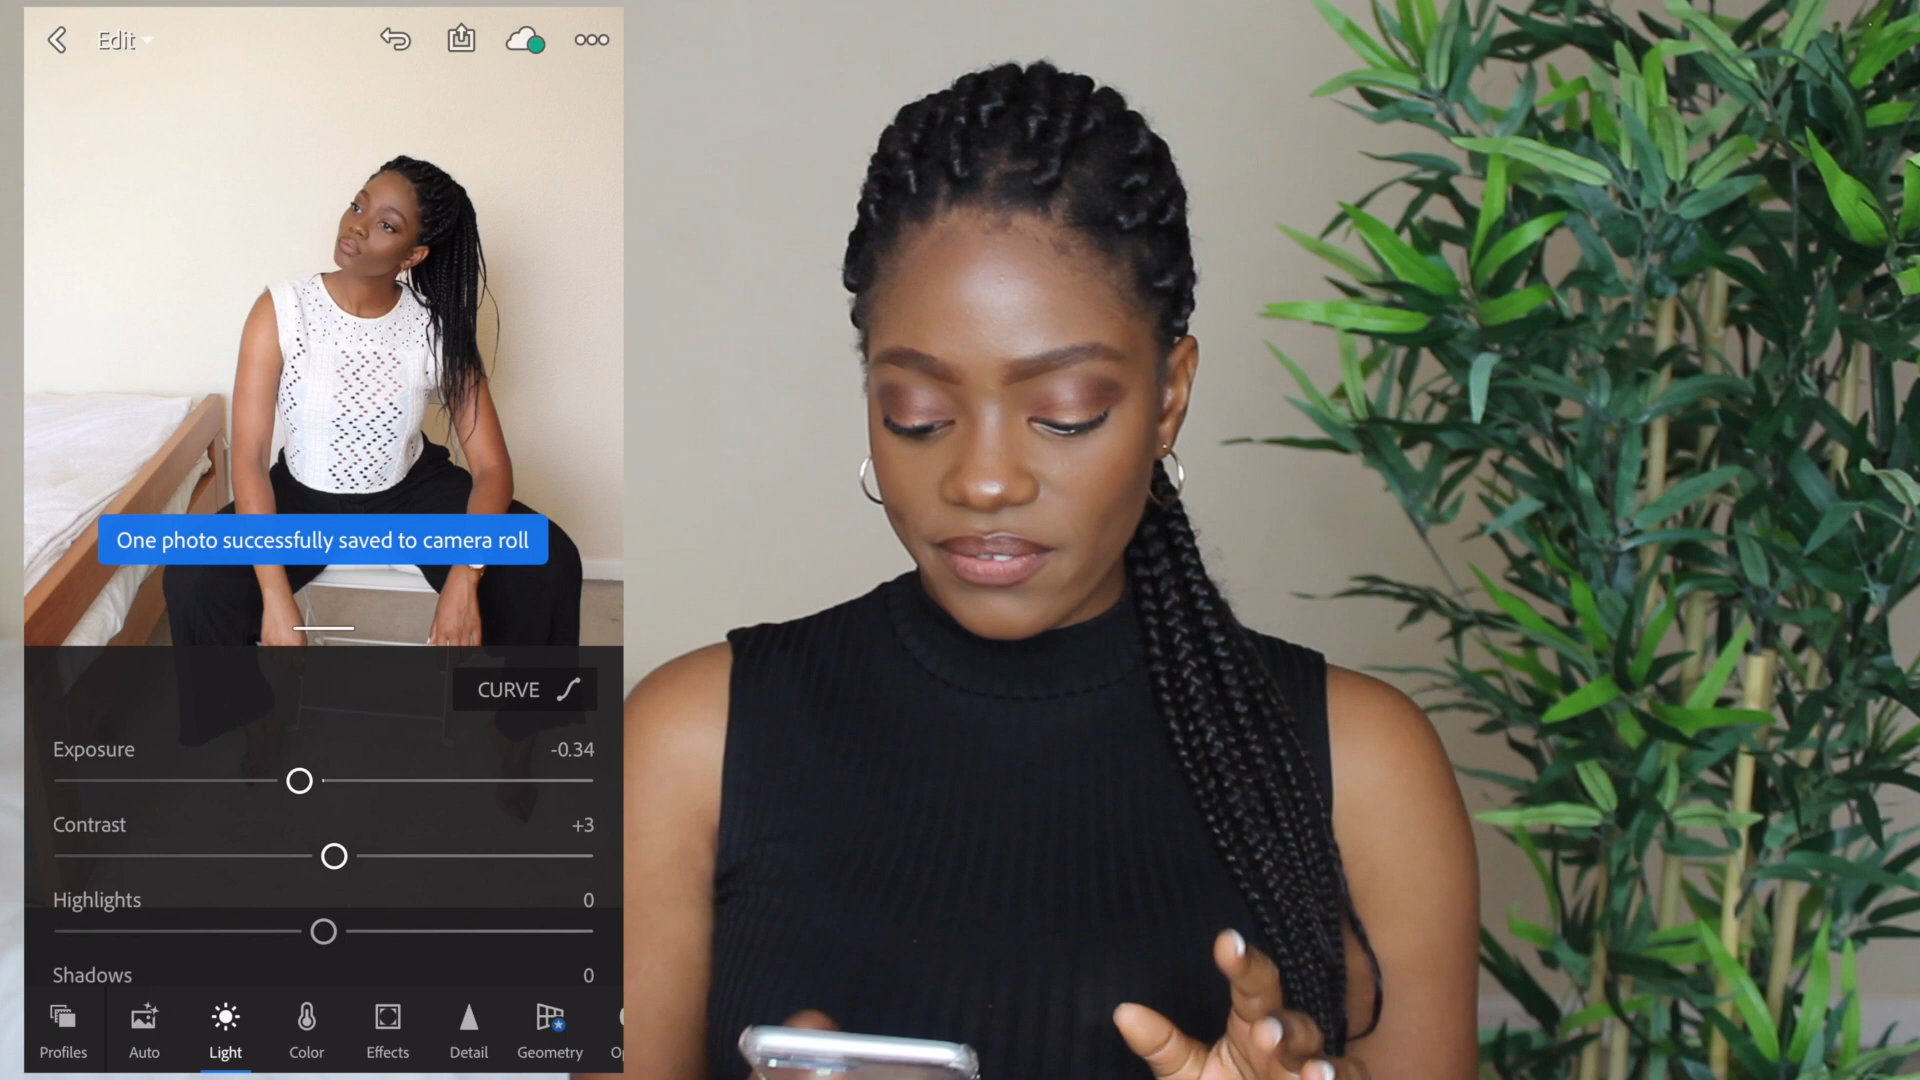 Edit
One photo successfully saved to camera roll
CURVE
Exposure -0.34
Contrast +3
Highlights 0
Shadows 0
Profiles Auto Light Color Effects Detail Geometry